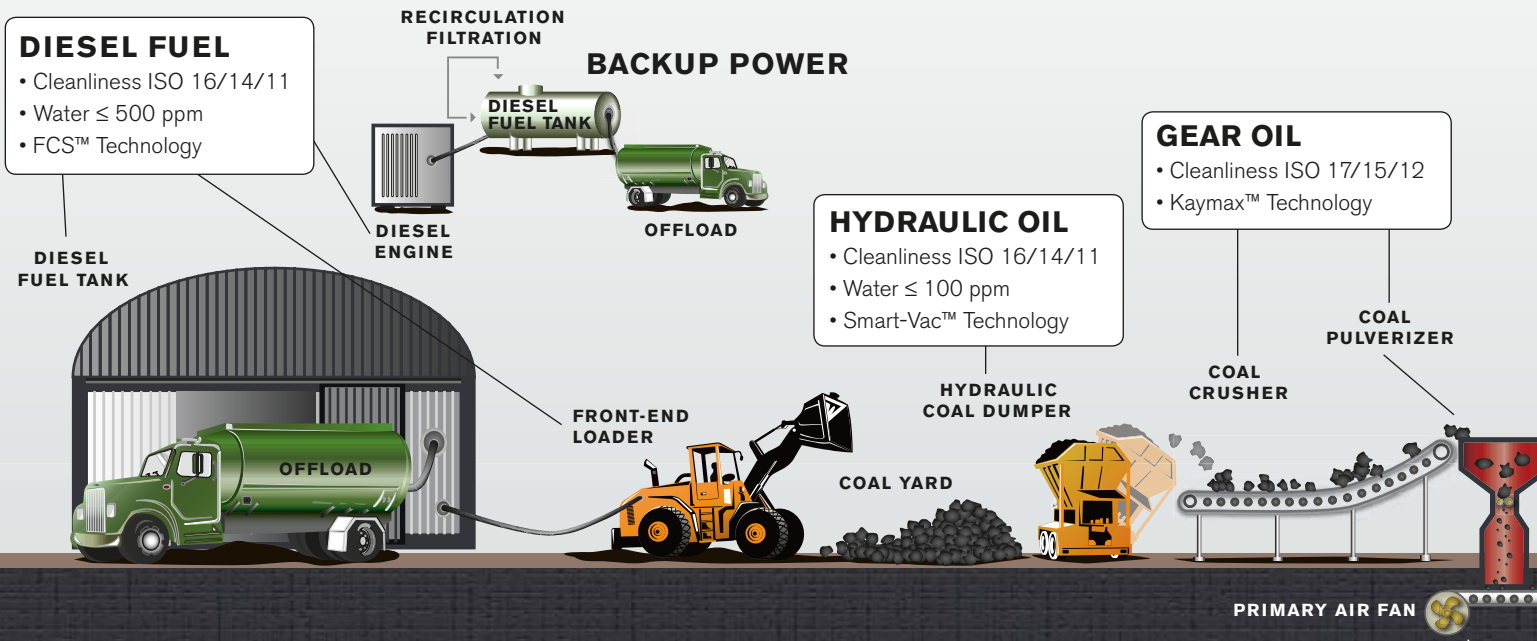 DIESEL FUEL
• Cleanliness ISO 16/14/11
• Water ≤ 500 ppm
• FCS™ Technology
RECIRCULATION
FILTRATION
BACKUP POWER
DIESEL
FUEL TANK
DIESEL
ENGINE
OFFLOAD
DIESEL
FUEL TANK
HYDRAULIC OIL
• Cleanliness ISO 16/14/11
• Water ≤ 100 ppm
• Smart-Vac™ Technology
GEAR OIL
• Cleanliness ISO 17/15/12
• Kaymax™ Technology
COAL
PULVERIZER
COAL
CRUSHER
HYDRAULIC
COAL DUMPER
FRONT-END
LOADER
OFFLOAD
COAL YARD
PRIMARY AIR FAN